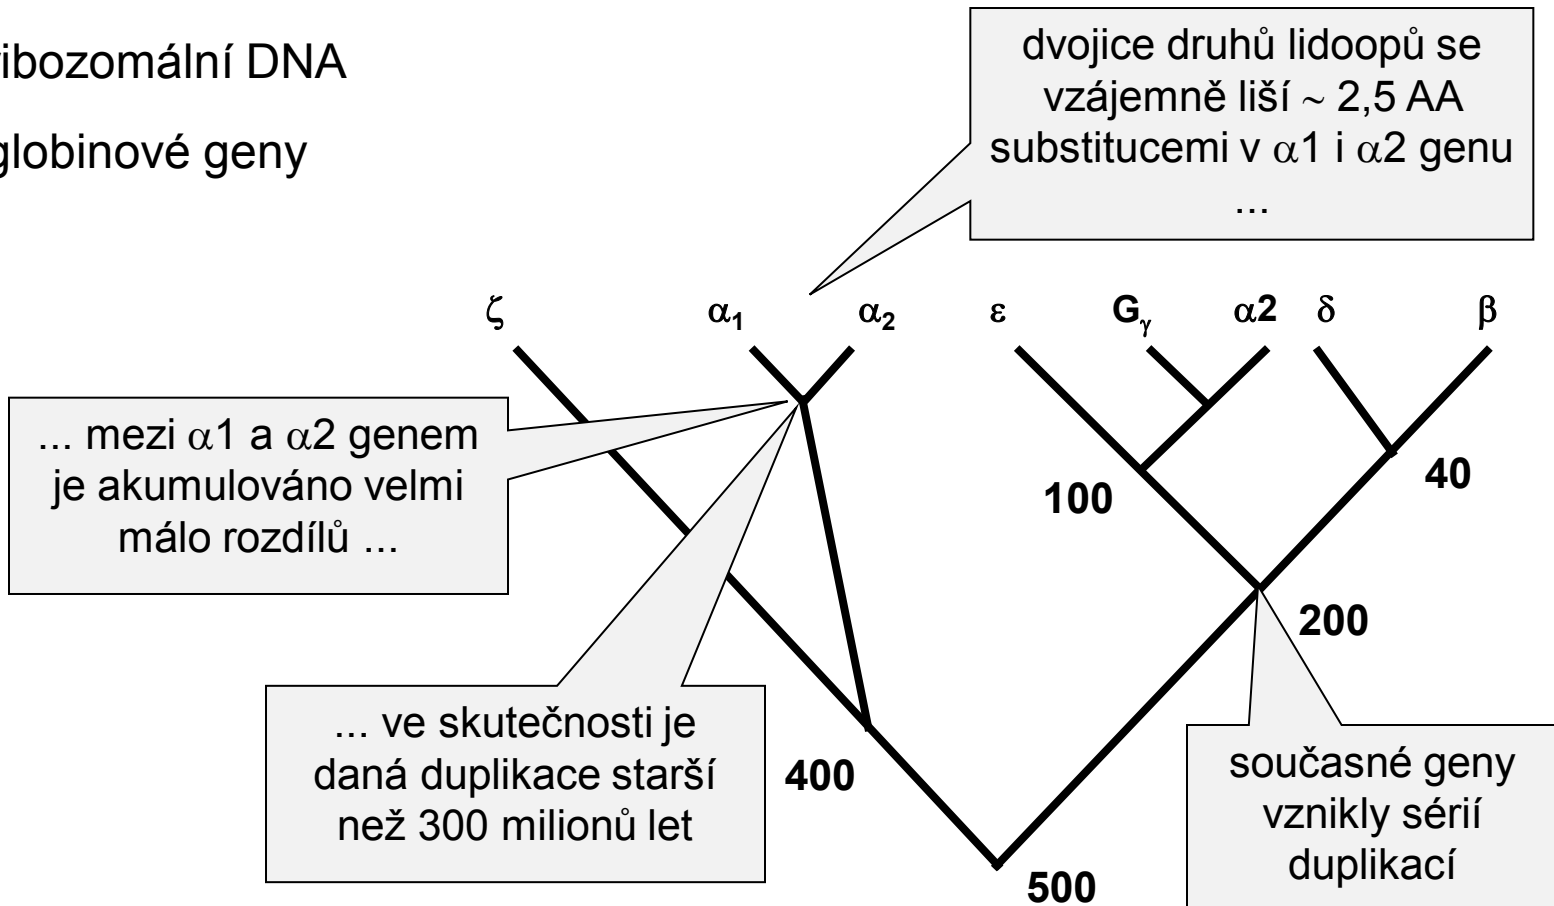 ibozomální DNA
globinové geny
dvojice druhů lidoopů se
vzájemně liší ~ 2,5 AA
substitucemi v α1 i α2 genu
...
ζ α₁ α₂ ε Gᵧ α2 δ β
... mezi α1 a α2 genem
je akumulováno velmi
málo rozdílů ...
100
40
200
... ve skutečnosti je
daná duplikace starší
než 300 milionů let
400
současné geny
vznikly sérií
duplikací
500